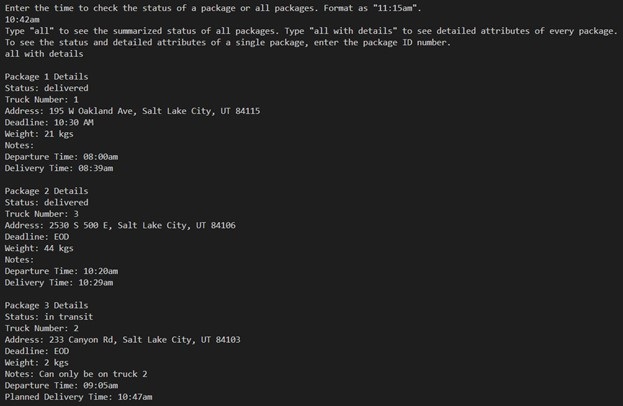 Enter the time to check the status of a package or all packages. Format as "11:15am".
10:42am
Type "all" to see the summarized status of all packages. Type "all with details" to see detailed attributes of every package.
To see the status and detailed attributes of a single package, enter the package ID number.
all with details

Package 1 Details
Status: delivered
Truck Number: 1
Address: 195 W Oakland Ave, Salt Lake City, UT 84115
Deadline: 10:30 AM
Weight: 21 kgs
Notes:
Departure Time: 08:00am
Delivery Time: 08:39am

Package 2 Details
Status: delivered
Truck Number: 3
Address: 2530 S 500 E, Salt Lake City, UT 84106
Deadline: EOD
Weight: 44 kgs
Notes:
Departure Time: 10:20am
Delivery Time: 10:29am

Package 3 Details
Status: in transit
Truck Number: 2
Address: 233 Canyon Rd, Salt Lake City, UT 84103
Deadline: EOD
Weight: 2 kgs
Notes: Can only be on truck 2
Departure Time: 09:05am
Planned Delivery Time: 10:47am